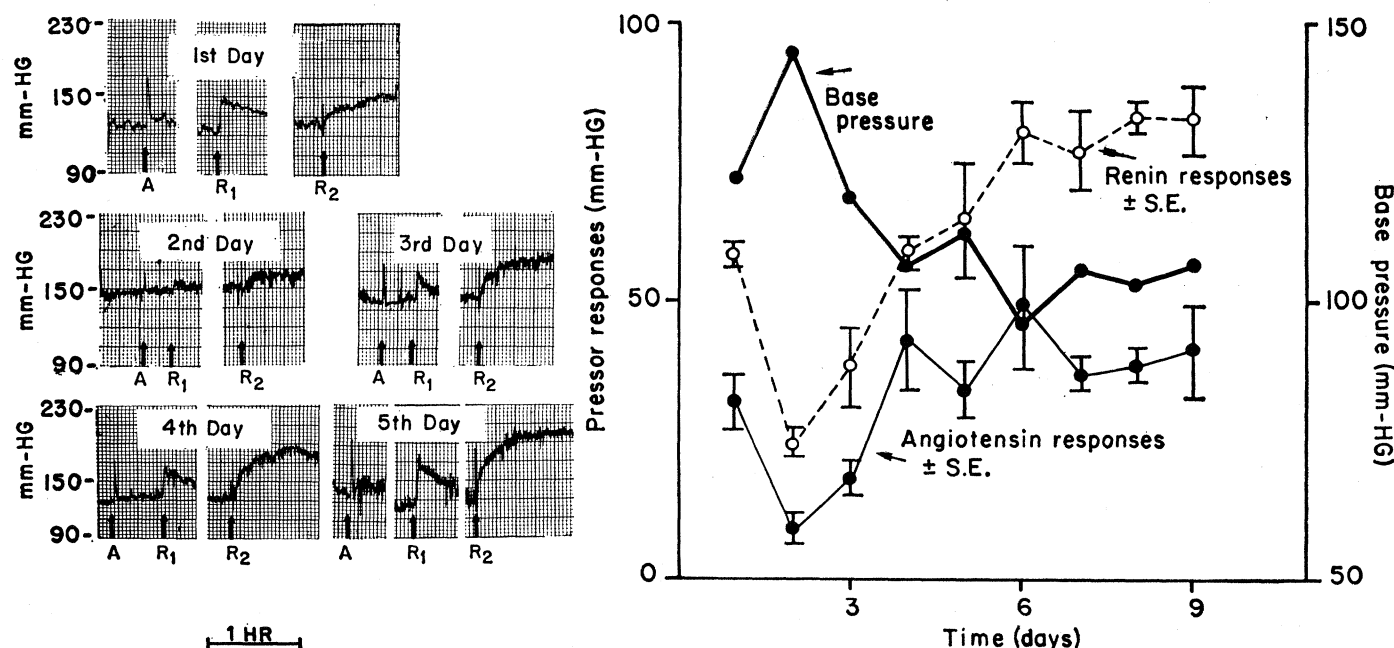 230-
150-
90-
mm-HG
1st Day
A
R1
R2
230-
150-
90-
mm-HG
2nd Day
A
R1
R2
3rd Day
A
R1
R2
230-
150-
90-
mm-HG
4th Day
A
R1
R2
5th Day
A
R1
R2
1 HR
100
50
0
Pressor responses (mm-HG)
Base
pressure
Renin responses
± S.E.
Angiotensin responses
± S.E.
150
100
50
Base pressure (mm-HG)
3
6
9
Time (days)